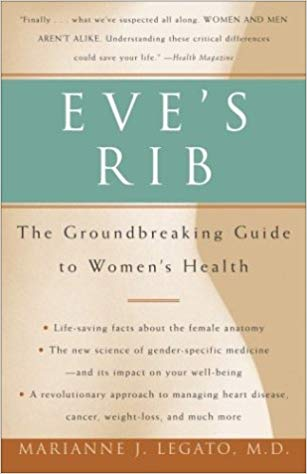 "Finally . . . what we've suspected all along. WOMEN AND MEN
AREN'T ALIKE. Understanding these critical differences
could save your life." —Health Magazine
EVE'S
RIB
The Groundbreaking Guide
to Women's Health
• Life-saving facts about the female anatomy
• The new science of gender-specific medicine
—and its impact on your well-being
• A revolutionary approach to managing heart disease,
cancer, weight-loss, and much more
MARIANNE J. LEGATO, M.D.